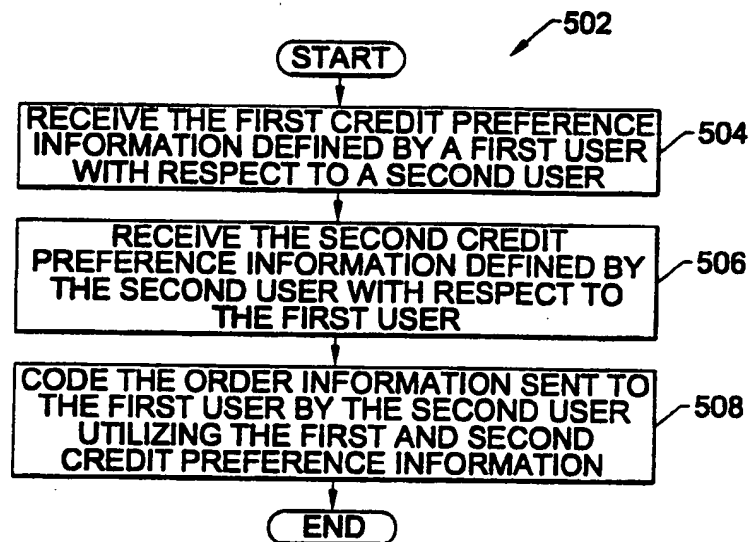 502
START
RECEIVE THE FIRST CREDIT PREFERENCE
INFORMATION DEFINED BY A FIRST USER
WITH RESPECT TO A SECOND USER
504
RECEIVE THE SECOND CREDIT
PREFERENCE INFORMATION DEFINED BY
THE SECOND USER WITH RESPECT TO
THE FIRST USER
506
CODE THE ORDER INFORMATION SENT TO
THE FIRST USER BY THE SECOND USER
UTILIZING THE FIRST AND SECOND
CREDIT PREFERENCE INFORMATION
508
END